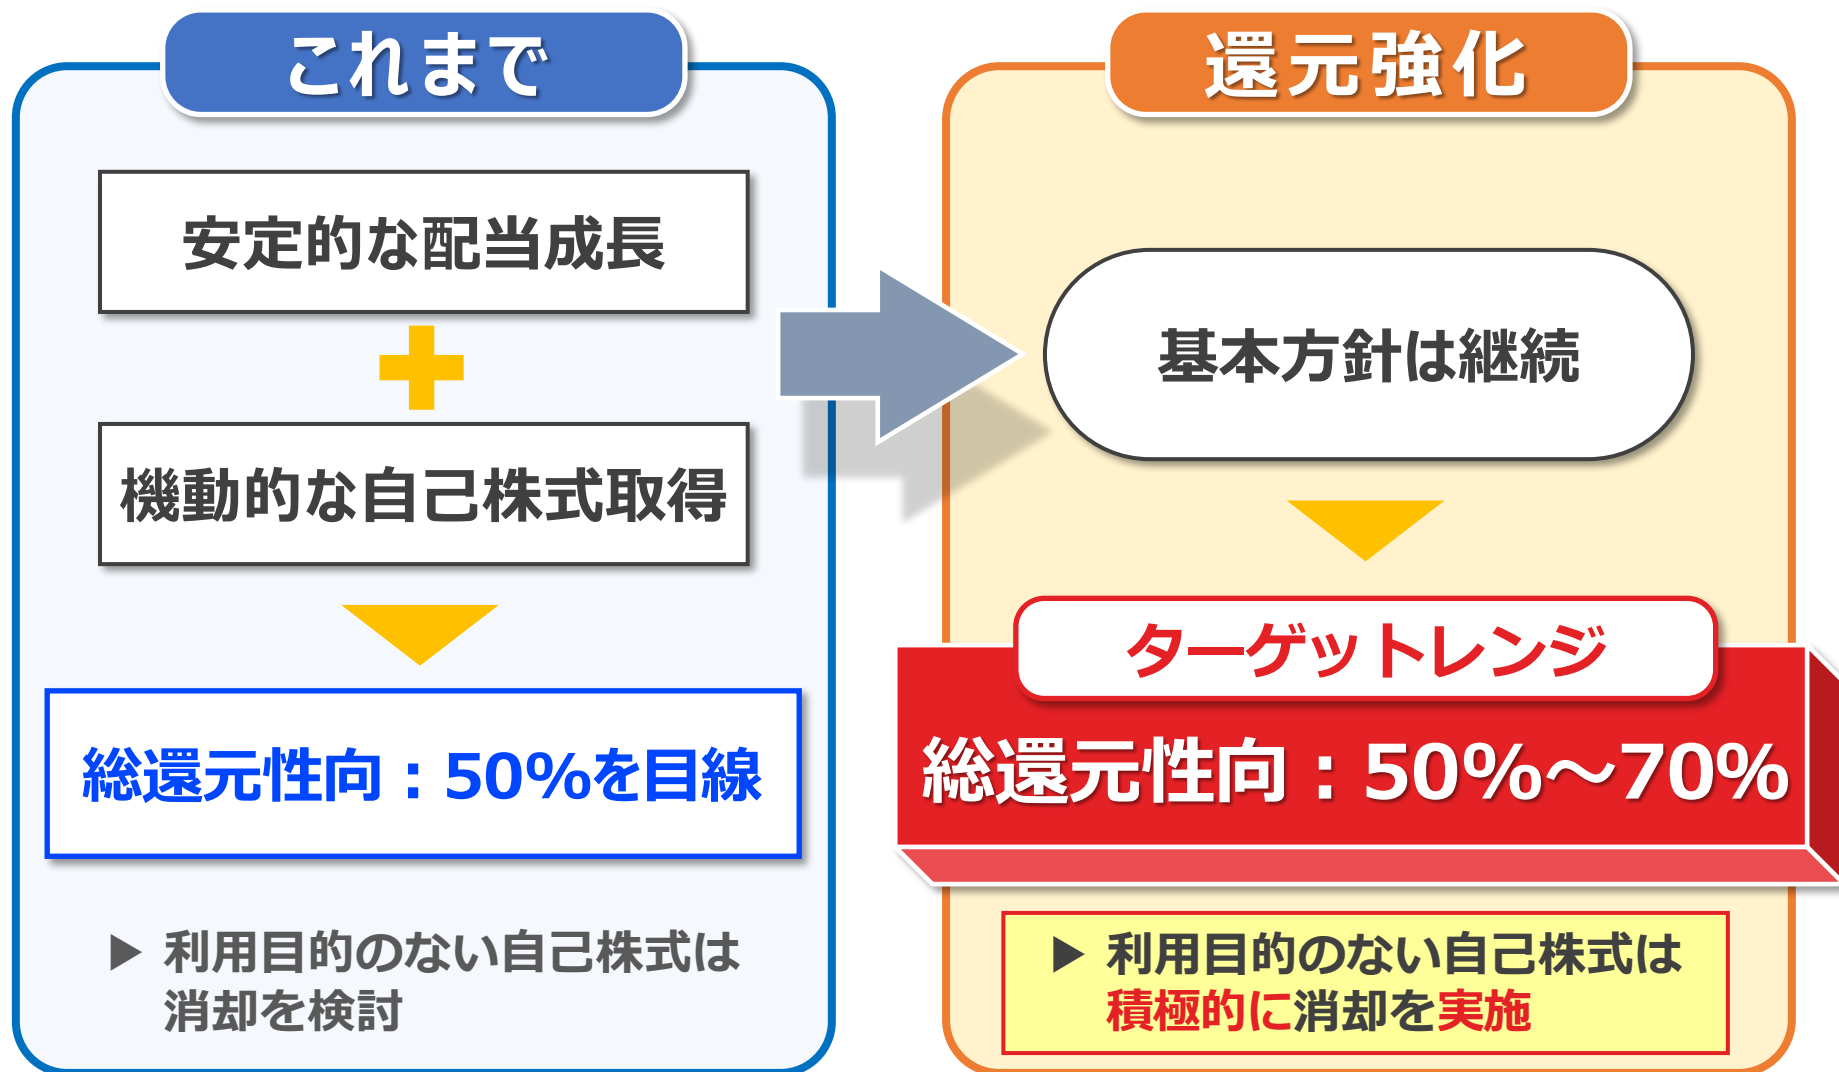 これまで
安定的な配当成長
機動的な自己株式取得
総還元性向：50%を目線
▶ 利用目的のない自己株式は
消却を検討
還元強化
基本方針は継続
ターゲットレンジ
総還元性向：50%～70%
▶ 利用目的のない自己株式は
積極的に消却を実施